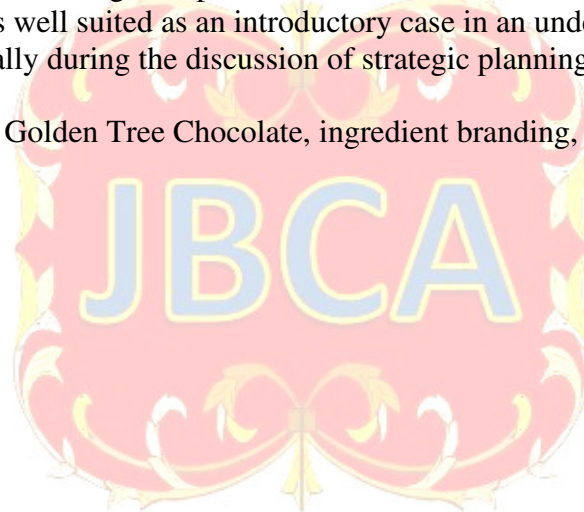 s well suited as an introductory case in an unde
ally during the discussion of strategic planning
Golden Tree Chocolate, ingredient branding,
JBCA